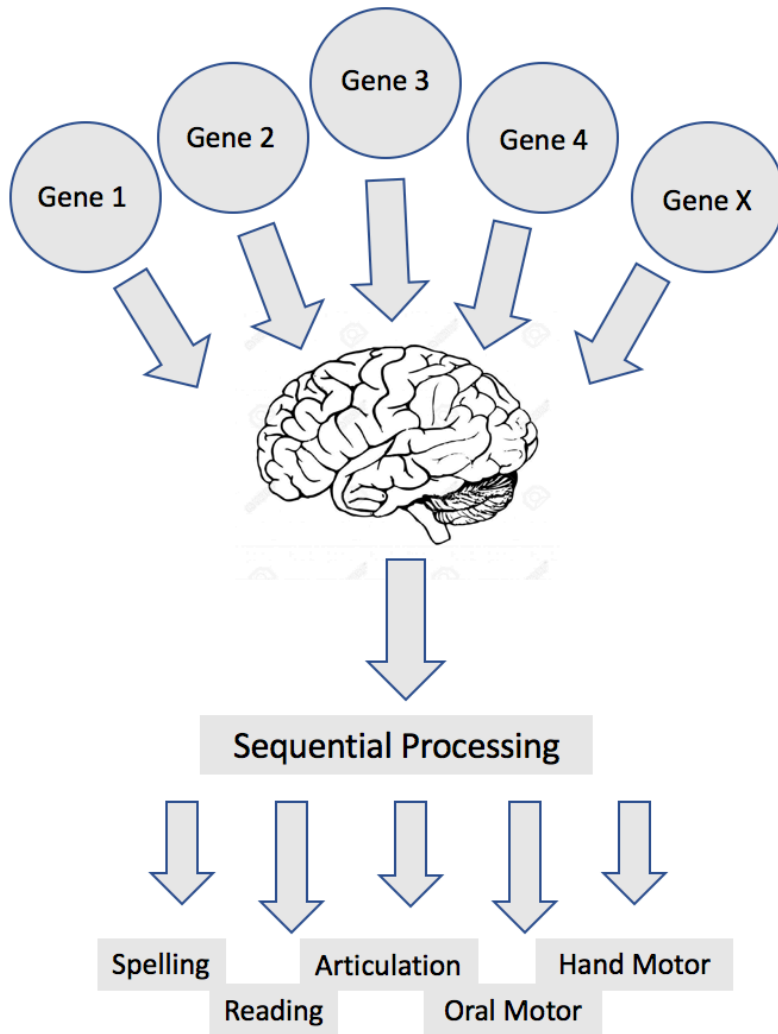 Gene 1
Gene 2
Gene 3
Gene 4
Gene X
Sequential Processing
Spelling
Reading
Articulation
Oral Motor
Hand Motor